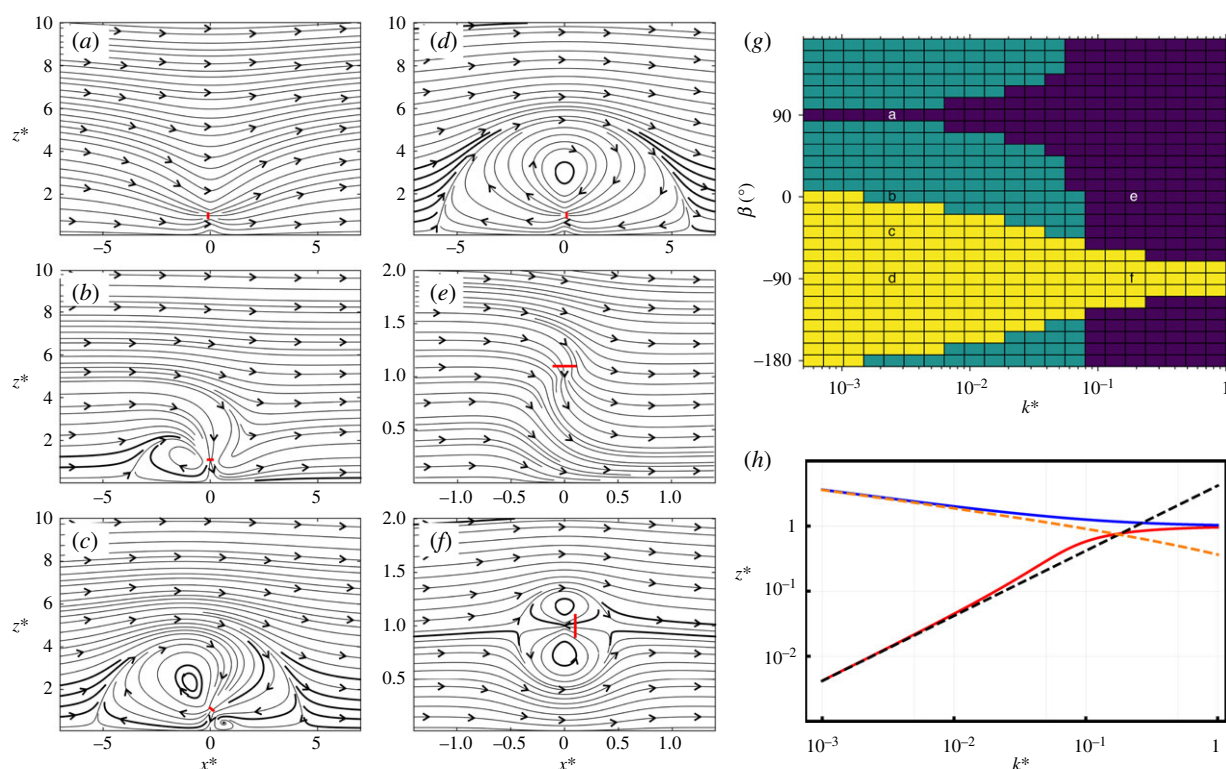 (a)
10
8
6
4
2
z*
−5
0
5
(b)
10
8
6
4
2
z*
−5
0
5
(c)
10
8
6
4
2
−5
0
5
x*
(d)
10
8
6
4
2
−5
0
5
(e)
2.0
1.5
1.0
0.5
−1.0
−0.5
0
0.5
1.0
(f)
2.0
1.5
1.0
0.5
−1.0
−0.5
0
0.5
1.0
x*
(g)
90
0
−90
−180
β (°)
a
b
c
d
e
f
10⁻³
10⁻²
10⁻¹
1
k*
(h)
1
10⁻¹
10⁻²
z*
10⁻³
10⁻²
10⁻¹
1
k*